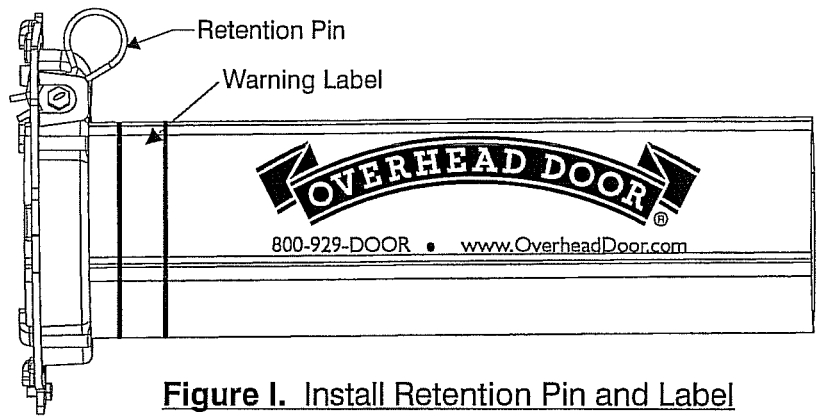 Retention Pin
Warning Label
OVERHEAD DOOR ®
800-929-DOOR • www.OverheadDoor.com
Figure I. Install Retention Pin and Label